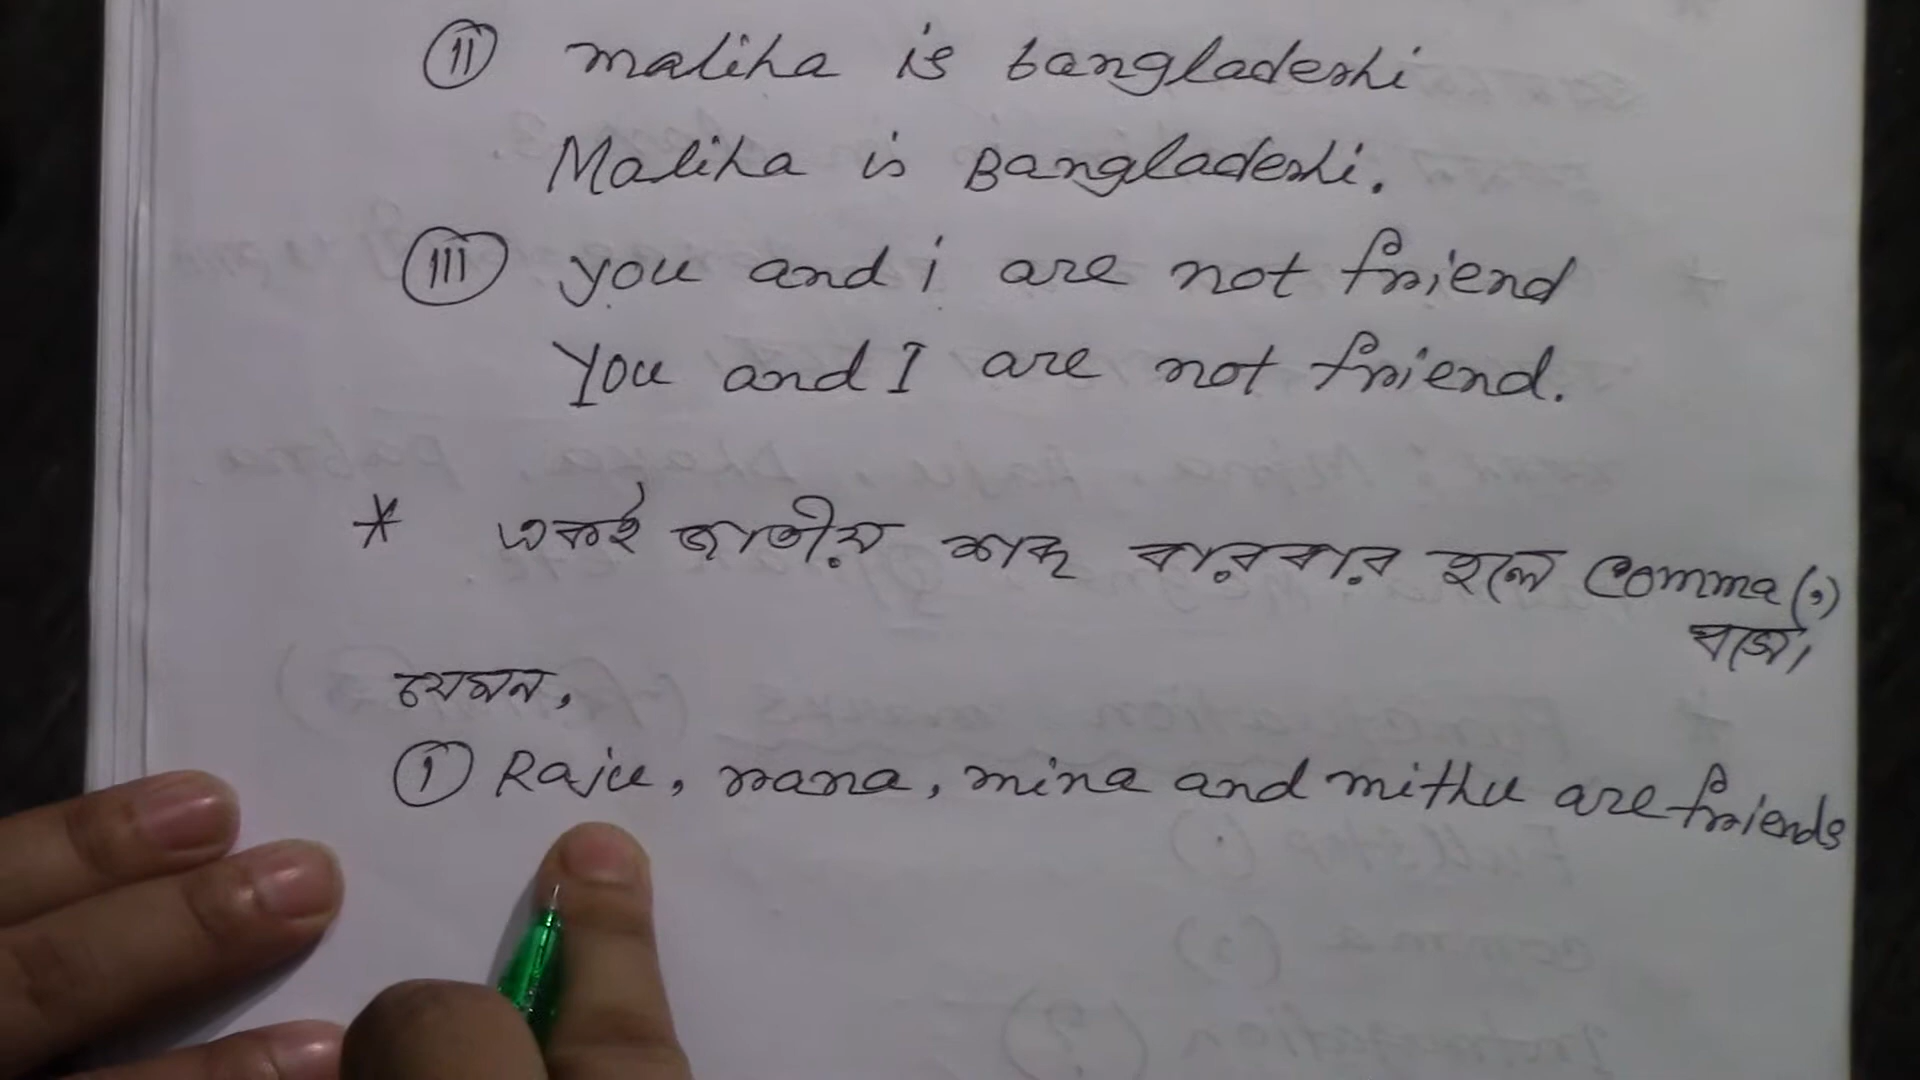 (ii) maliha is bangladeshi
Maliha is Bangladeshi.
(iii) you and i are not friend
You and I are not friend.
* একই জাতীয় শব্দ বারবার হলে comma (,)
বসে।
যেমন,
(i) Raju, rana, mina and mithu are friends